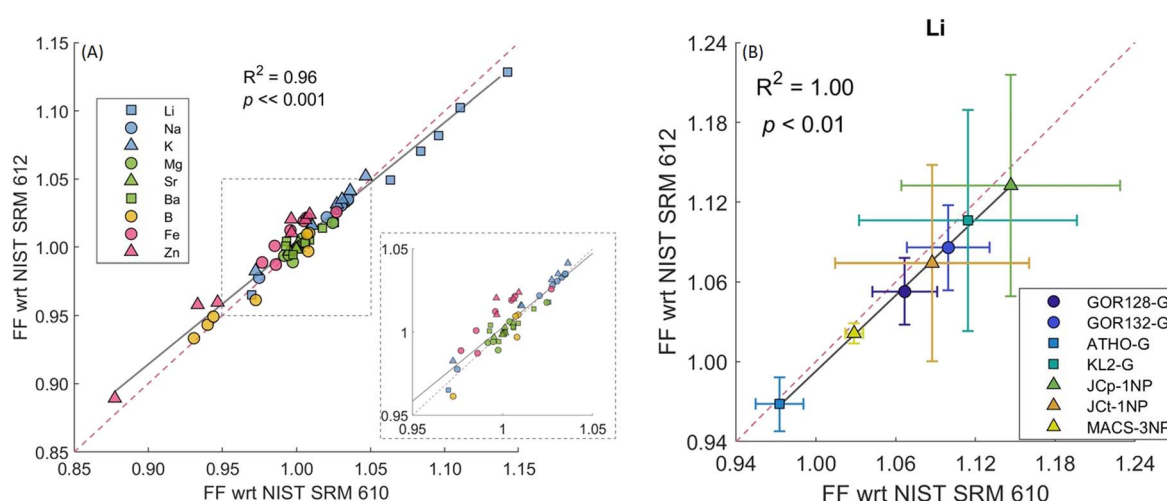 (A)
R² = 0.96
p << 0.001
Li
Na
K
Mg
Sr
Ba
B
Fe
Zn
1.15
1.10
1.05
1.00
0.95
0.90
0.85
FF wrt NIST SRM 612
1.05
1
0.95
0.95
1
1.05
0.85
0.90
0.95
1.00
1.05
1.10
1.15
FF wrt NIST SRM 610
Li
(B)
R² = 1.00
p < 0.01
1.24
1.18
1.12
1.06
1.00
0.94
FF wrt NIST SRM 612
GOR128-G
GOR132-G
ATHO-G
KL2-G
JCp-1NP
JCt-1NP
MACS-3NP
0.94
1.00
1.06
1.12
1.18
1.24
FF wrt NIST SRM 610